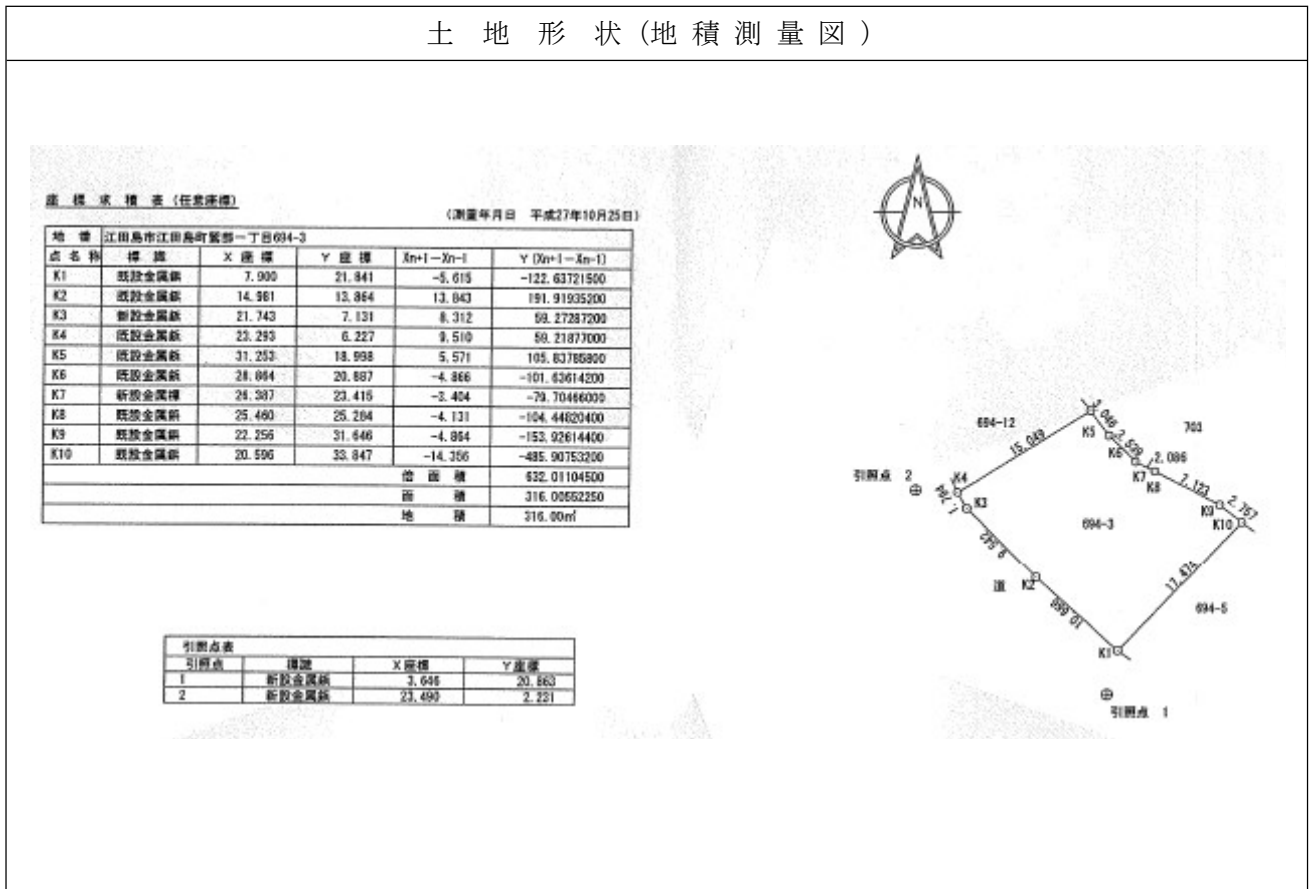 土 地 形 状 (地 積 測 量 図 )
座 標 求 積 表 (任意座標)
(測量年月日 平成27年10月25日)
地 番 江田島市江田島町鷲部一丁目694-3
点 名 称 標 識 X 座 標 Y 座 標 Xn+1-Xn-1 Y (Xn+1-Xn-1)
K1 既設金属鋲 7.900 21.841 -5.615 -122.63721500
K2 既設金属鋲 14.981 13.864 13.843 191.91935200
K3 新設金属鋲 21.743 7.131 8.312 59.27287200
K4 既設金属鋲 23.293 6.227 9.510 59.21877000
K5 既設金属鋲 31.253 18.998 5.571 105.83785800
K6 既設金属鋲 28.864 20.887 -4.866 -101.63614200
K7 新設金属標 26.387 23.415 -3.404 -79.70466000
K8 既設金属鋲 25.460 25.284 -4.131 -104.44820400
K9 既設金属鋲 22.256 31.646 -4.864 -153.92614400
K10 既設金属鋲 20.596 33.847 -14.356 -485.90753200
倍 面 積 632.01104500
面 積 316.00552250
地 積 316.00㎡
引照点表
引照点 標識 X座標 Y座標
1 新設金属鋲 3.646 20.863
2 新設金属鋲 23.490 2.231
N
694-12
703
K5
3.046
15.049
K6
3.539
2.086
K7
K8
引照点 2
K4
1.794
K3
7.123
K9
2.757
K10
694-3
9.542
道
K2
17.474
10.666
694-5
K1
引照点 1